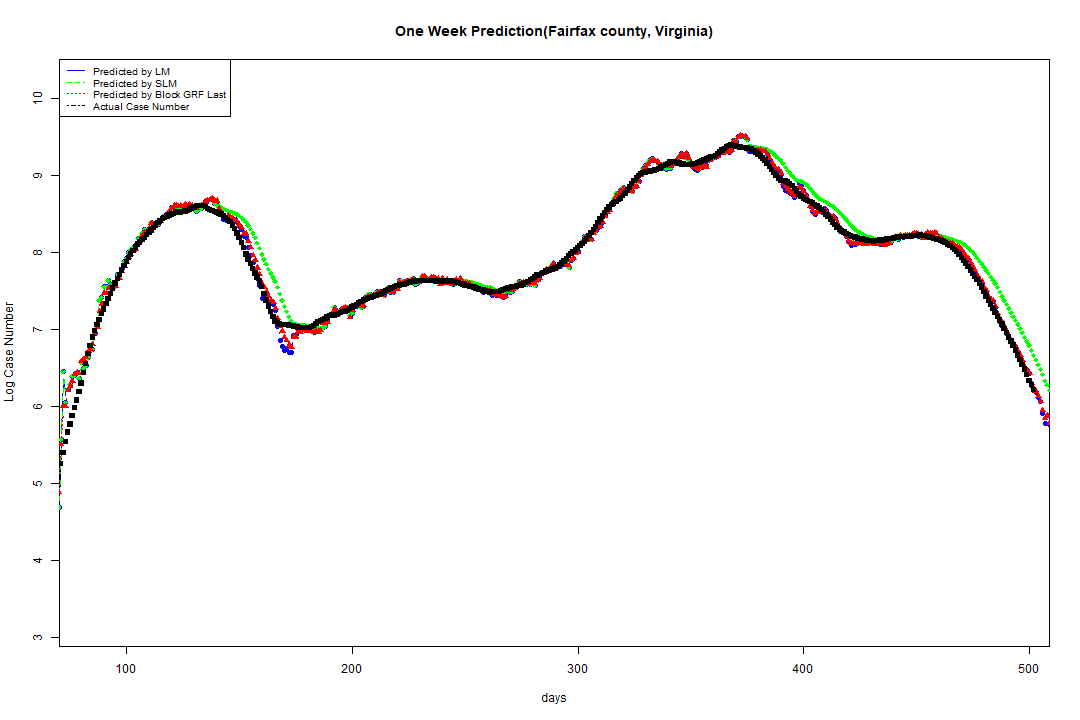 One Week Prediction(Fairfax county, Virginia)
Predicted by LM
Predicted by SLM
Predicted by Block GRF Last
Actual Case Number
10
9
8
7
6
5
4
3
Log Case Number
100 200 300 400 500
days